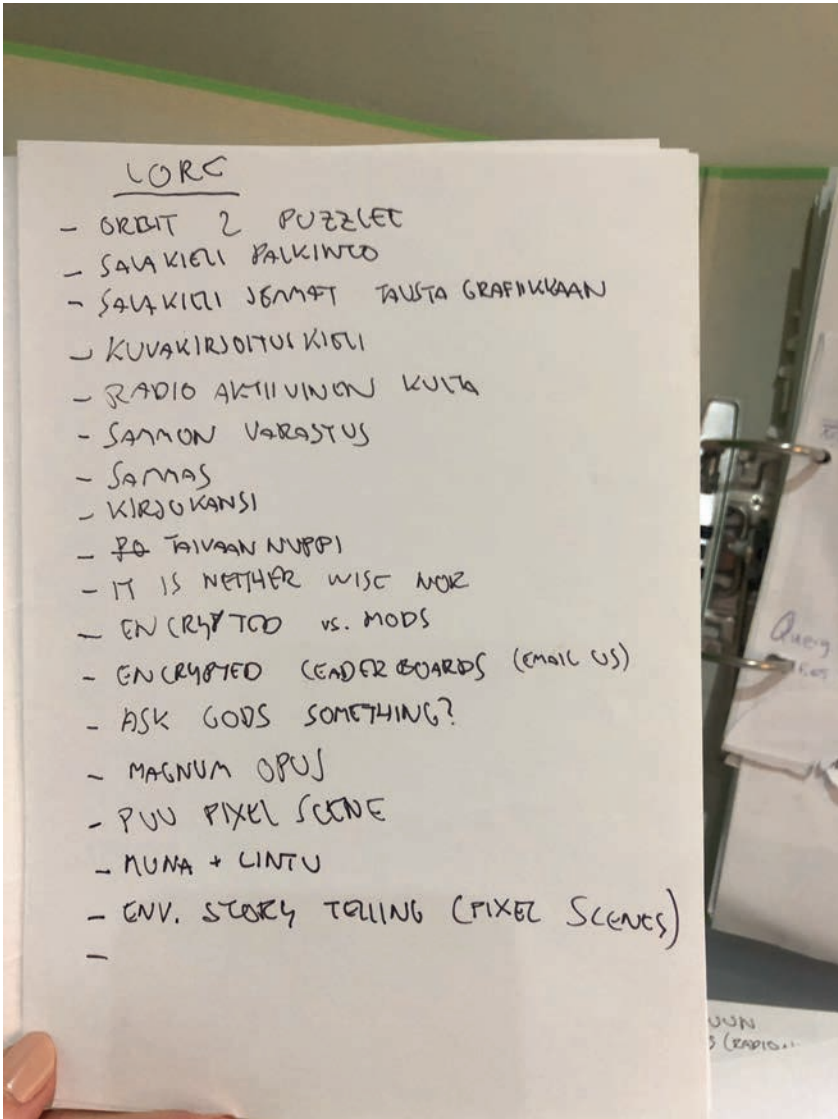 LORE
- ORBIT 2 PUZZLET
- SALAKIELI PALKINTO
- SALAKIELI JEMMAT TAUSTA GRAFIIKKAAN
- KUVAKIRJOITUS KIELI
- RADIO AKTIIVINEN KULTA
- SAMMON VARASTUS
- SAMMAS
- KIRJOKANSI
- TAIVAAN NUPPI
- IT IS NEITHER WISE NOR
- ENCRYPTED vs. MODS
- ENCRYPTED LEADERBOARDS (EMAIL US)
- ASK GODS SOMETHING?
- MAGNUM OPUS
- PUU PIXEL SCENE
- MUNA + LINTU
- ENV. STORY TELLING (PIXEL SCENES)
-